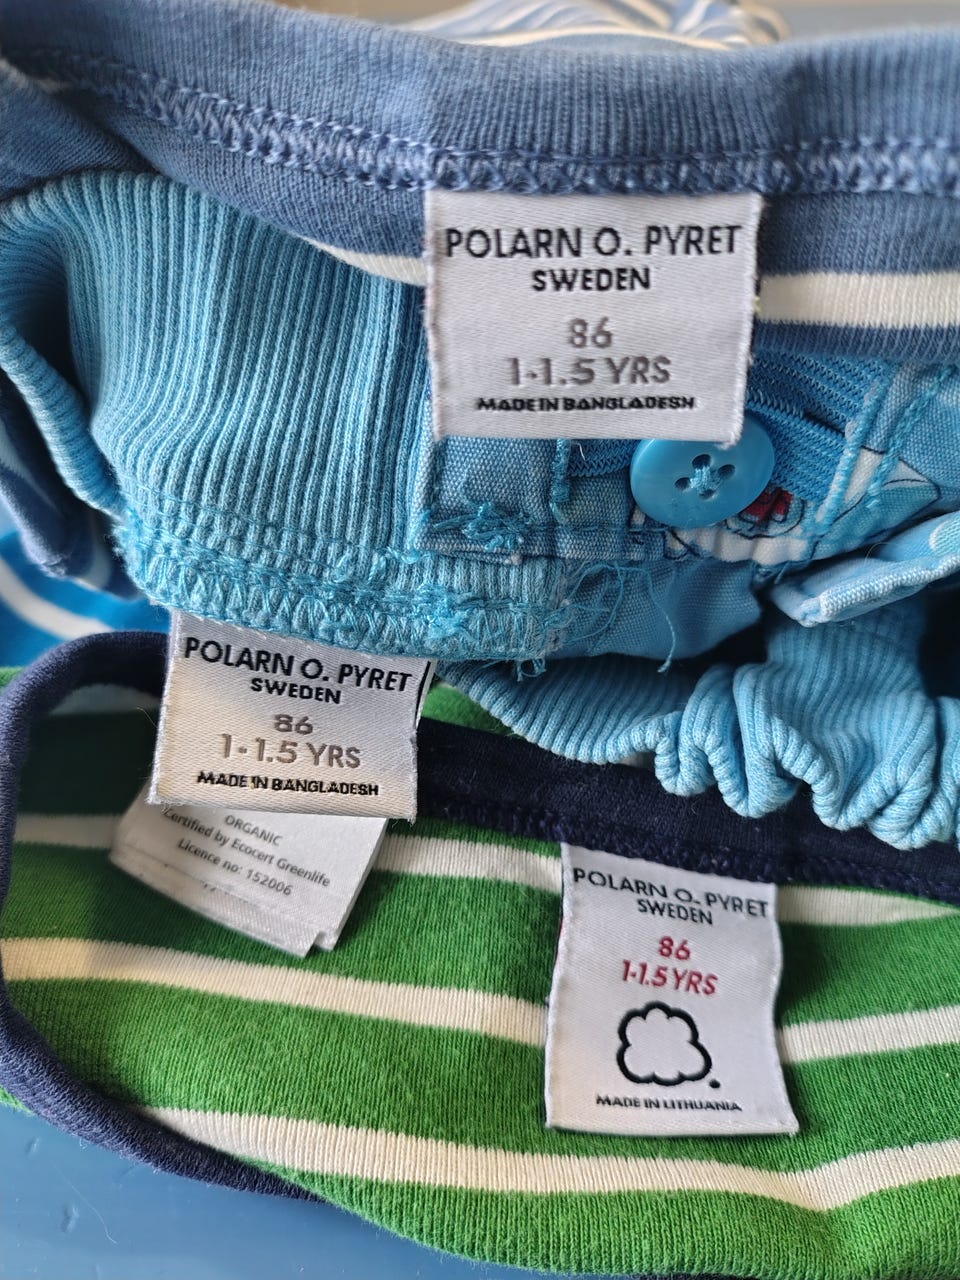 POLARN O. PYRET
SWEDEN
86
1-1.5 YRS
MADE IN BANGLADESH
POLARN O. PYRET
SWEDEN
86
1-1.5 YRS
MADE IN BANGLADESH
ORGANIC
Certified by Ecocert Greenlife
Licence no: 152006
POLARN O. PYRET
SWEDEN
86
1-1.5 YRS
MADE IN LITHUANIA